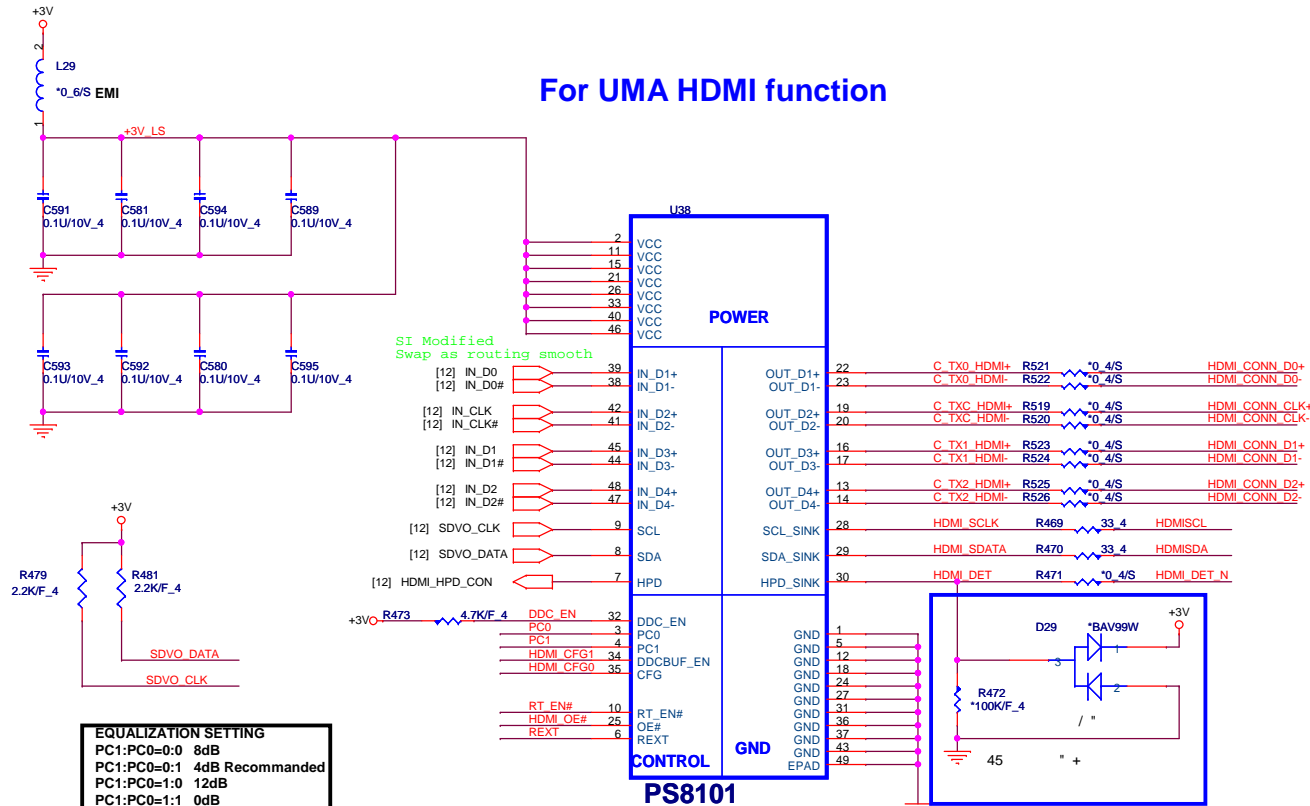 For UMA HDMI function
+3V
2
L29
*0_6/S EMI
1
+3V_LS
C591
0.1U/10V_4
C581
0.1U/10V_4
C594
0.1U/10V_4
C589
0.1U/10V_4
C593
0.1U/10V_4
C592
0.1U/10V_4
C580
0.1U/10V_4
C595
0.1U/10V_4
SI Modified
Swap as routing smooth
U38
2 VCC
11 VCC
15 VCC
21 VCC
26 VCC
33 VCC
40 VCC
46 VCC
POWER
[12] IN_D0 39 IN_D1+
[12] IN_D0# 38 IN_D1-
[12] IN_CLK 42 IN_D2+
[12] IN_CLK# 41 IN_D2-
[12] IN_D1 45 IN_D3+
[12] IN_D1# 44 IN_D3-
[12] IN_D2 48 IN_D4+
[12] IN_D2# 47 IN_D4-
[12] SDVO_CLK 9 SCL
[12] SDVO_DATA 8 SDA
[12] HDMI_HPD_CON 7 HPD
OUT_D1+ 22 C_TX0_HDMI+ R521 *0_4/S HDMI_CONN_D0+
OUT_D1- 23 C_TX0_HDMI- R522 HDMI_CONN_D0-
OUT_D2+ 19 C_TXC_HDMI+ R519 *0_4/S HDMI_CONN_CLK+
OUT_D2- 20 C_TXC_HDMI- R520 HDMI_CONN_CLK-
OUT_D3+ 16 C_TX1_HDMI+ R523 *0_4/S HDMI_CONN_D1+
OUT_D3- 17 C_TX1_HDMI- R524 HDMI_CONN_D1-
OUT_D4+ 13 C_TX2_HDMI+ R525 *0_4/S HDMI_CONN_D2+
OUT_D4- 14 C_TX2_HDMI- R526 HDMI_CONN_D2-
SCL_SINK 28 HDMI_SCLK R469 33_4 HDMISCL
SDA_SINK 29 HDMI_SDATA R470 33_4 HDMISDA
HPD_SINK 30 HDMI_DET R471 *0_4/S HDMI_DET_N
+3V
R479
2.2K/F_4
R481
2.2K/F_4
SDVO_DATA
SDVO_CLK
+3V R473 4.7K/F_4 DDC_EN 32 DDC_EN
PC0 3 PC0
PC1 4 PC1
HDMI_CFG1 34 DDCBUF_EN
HDMI_CFG0 35 CFG
RT_EN# 10 RT_EN#
HDMI_OE# 25 OE#
REXT 6 REXT
CONTROL
GND 1
GND 5
GND 12
GND 18
GND 24
GND 27
GND 31
GND 36
GND 37
GND 43
EPAD 49
GND
PS8101
+3V
D29 *BAV99W
1
3
2
R472
*100K/F_4
/ "
45 " +
EQUALIZATION SETTING
PC1:PC0=0:0 8dB
PC1:PC0=0:1 4dB Recommanded
PC1:PC0=1:0 12dB
PC1:PC0=1:1 0dB